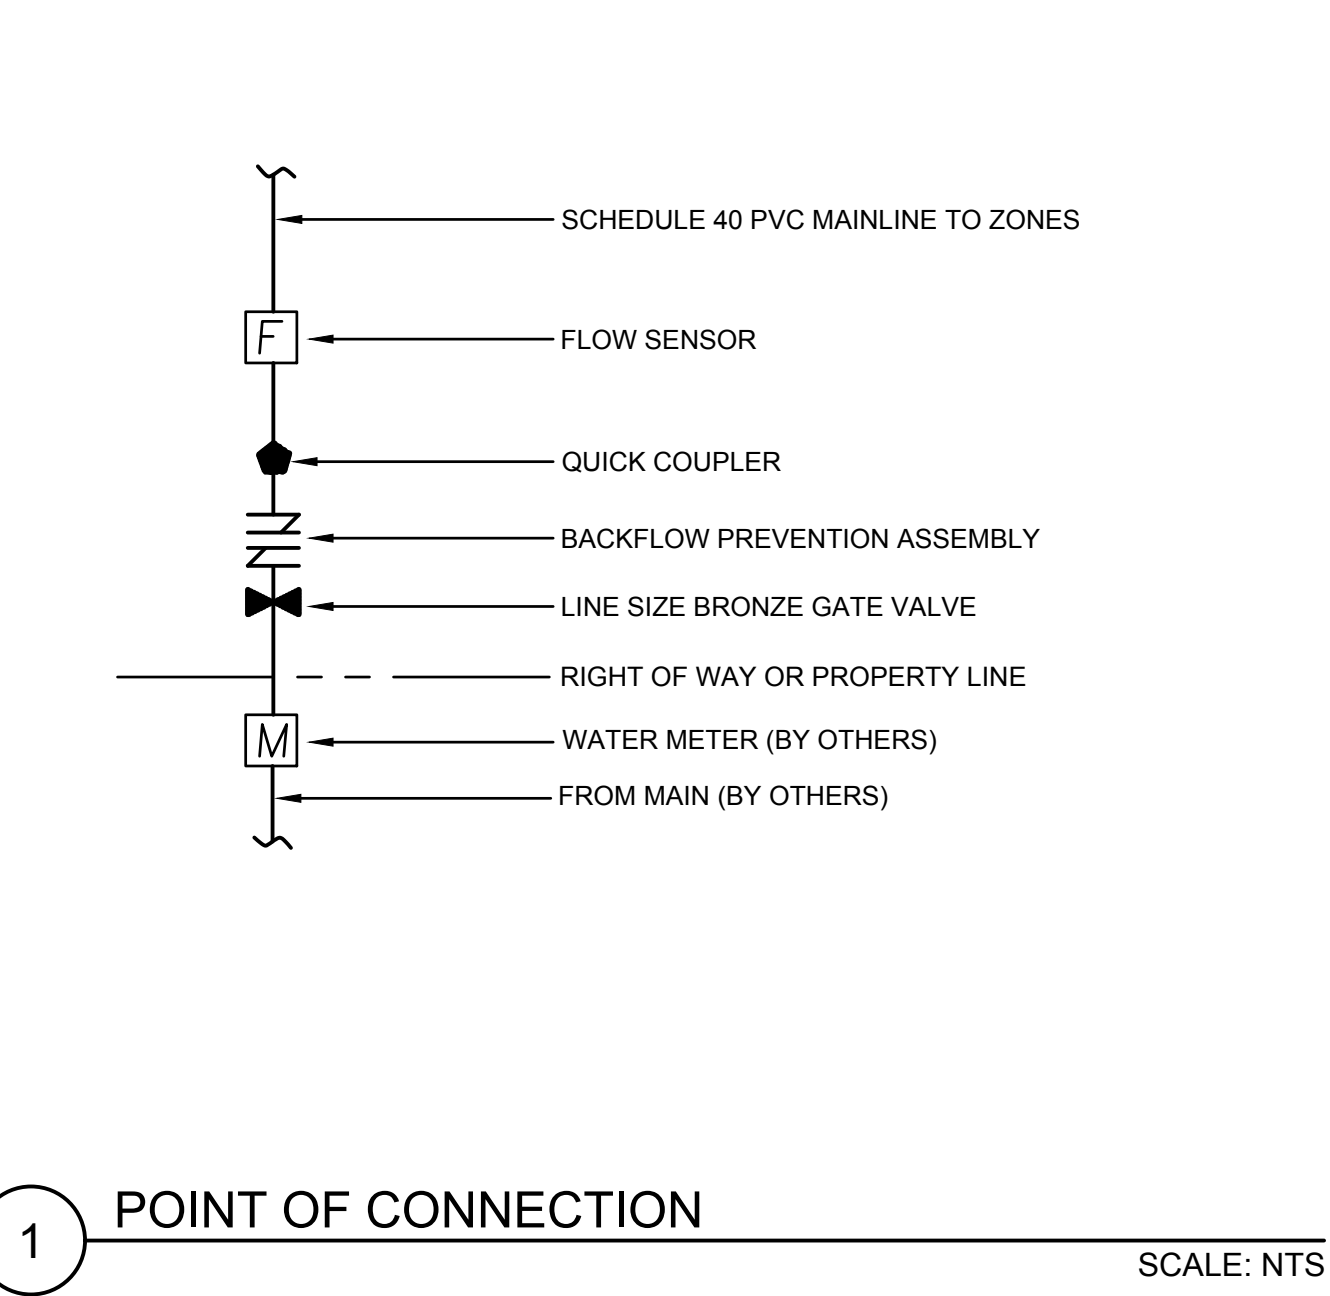 SCHEDULE 40 PVC MAINLINE TO ZONES
F
FLOW SENSOR
QUICK COUPLER
BACKFLOW PREVENTION ASSEMBLY
LINE SIZE BRONZE GATE VALVE
RIGHT OF WAY OR PROPERTY LINE
M
WATER METER (BY OTHERS)
FROM MAIN (BY OTHERS)
1
POINT OF CONNECTION
SCALE: NTS